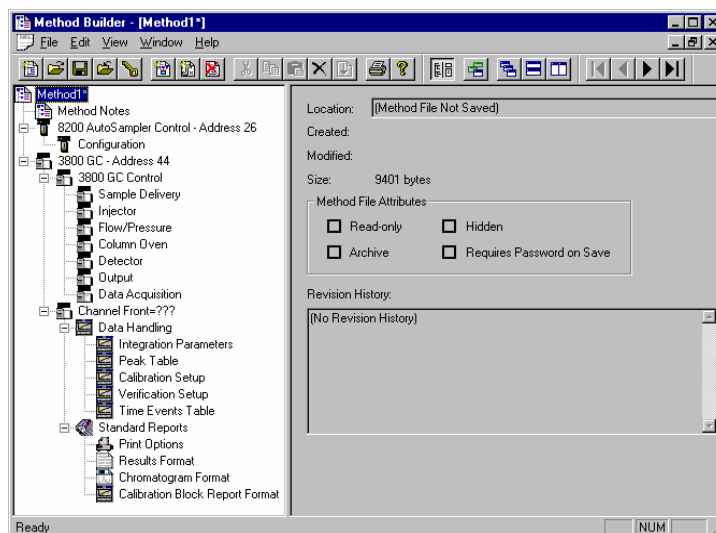 Method Builder - [Method1*]
File Edit View Window Help
Method1*
Method Notes
8200 AutoSampler Control - Address 26
Configuration
3800 GC - Address 44
3800 GC Control
Sample Delivery
Injector
Flow/Pressure
Column Oven
Detector
Output
Data Acquisition
Channel Front=???
Data Handling
Integration Parameters
Peak Table
Calibration Setup
Verification Setup
Time Events Table
Standard Reports
Print Options
Results Format
Chromatogram Format
Calibration Block Report Format
Location: (Method File Not Saved)
Created:
Modified:
Size: 9401 bytes
Method File Attributes
Read-only Hidden
Archive Requires Password on Save
Revision History:
(No Revision History)
Ready NUM